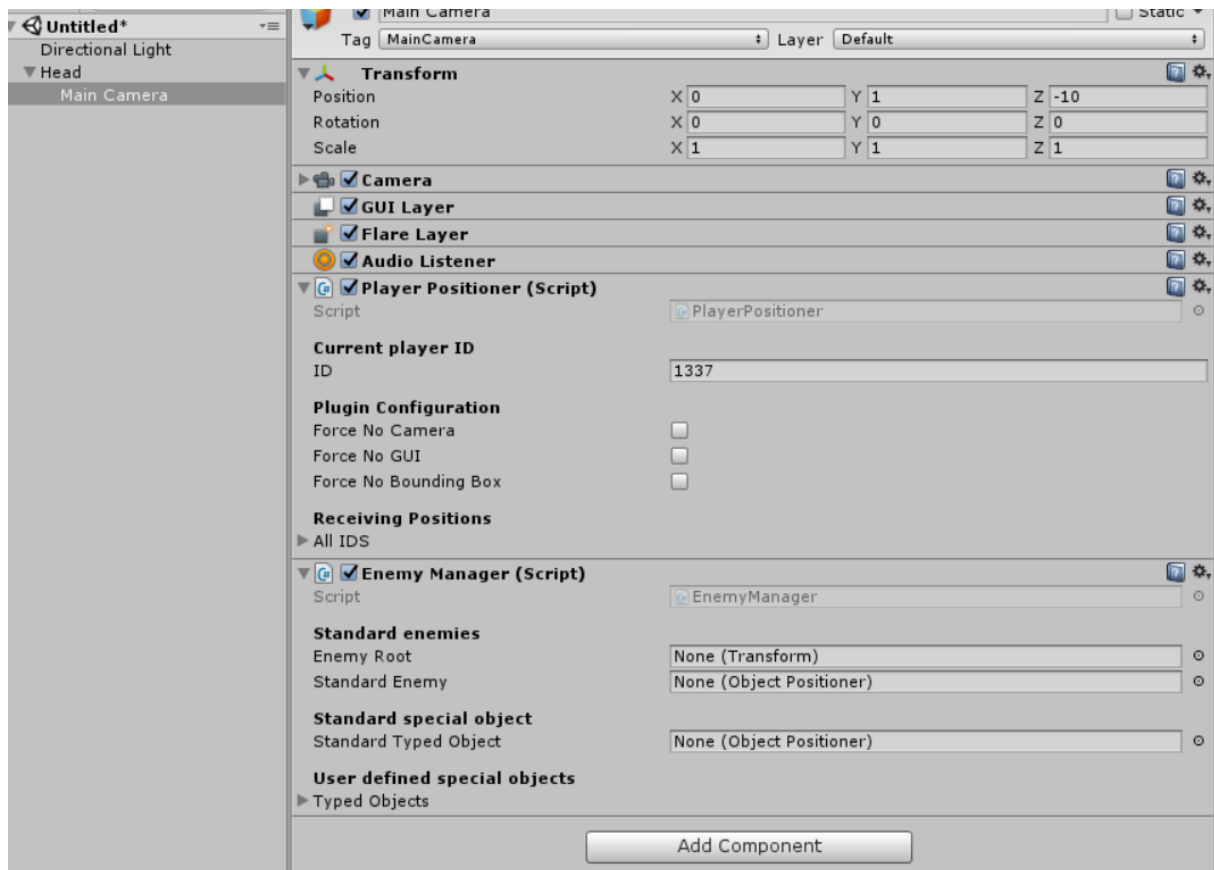 Untitled*
Directional Light
Head
Main Camera
Main Camera Static
Tag MainCamera Layer Default
Transform
Position X 0 Y 1 Z -10
Rotation X 0 Y 0 Z 0
Scale X 1 Y 1 Z 1
Camera
GUI Layer
Flare Layer
Audio Listener
Player Positioner (Script)
Script PlayerPositioner
Current player ID
ID 1337
Plugin Configuration
Force No Camera
Force No GUI
Force No Bounding Box
Receiving Positions
All IDS
Enemy Manager (Script)
Script EnemyManager
Standard enemies
Enemy Root None (Transform)
Standard Enemy None (Object Positioner)
Standard special object
Standard Typed Object None (Object Positioner)
User defined special objects
Typed Objects
Add Component